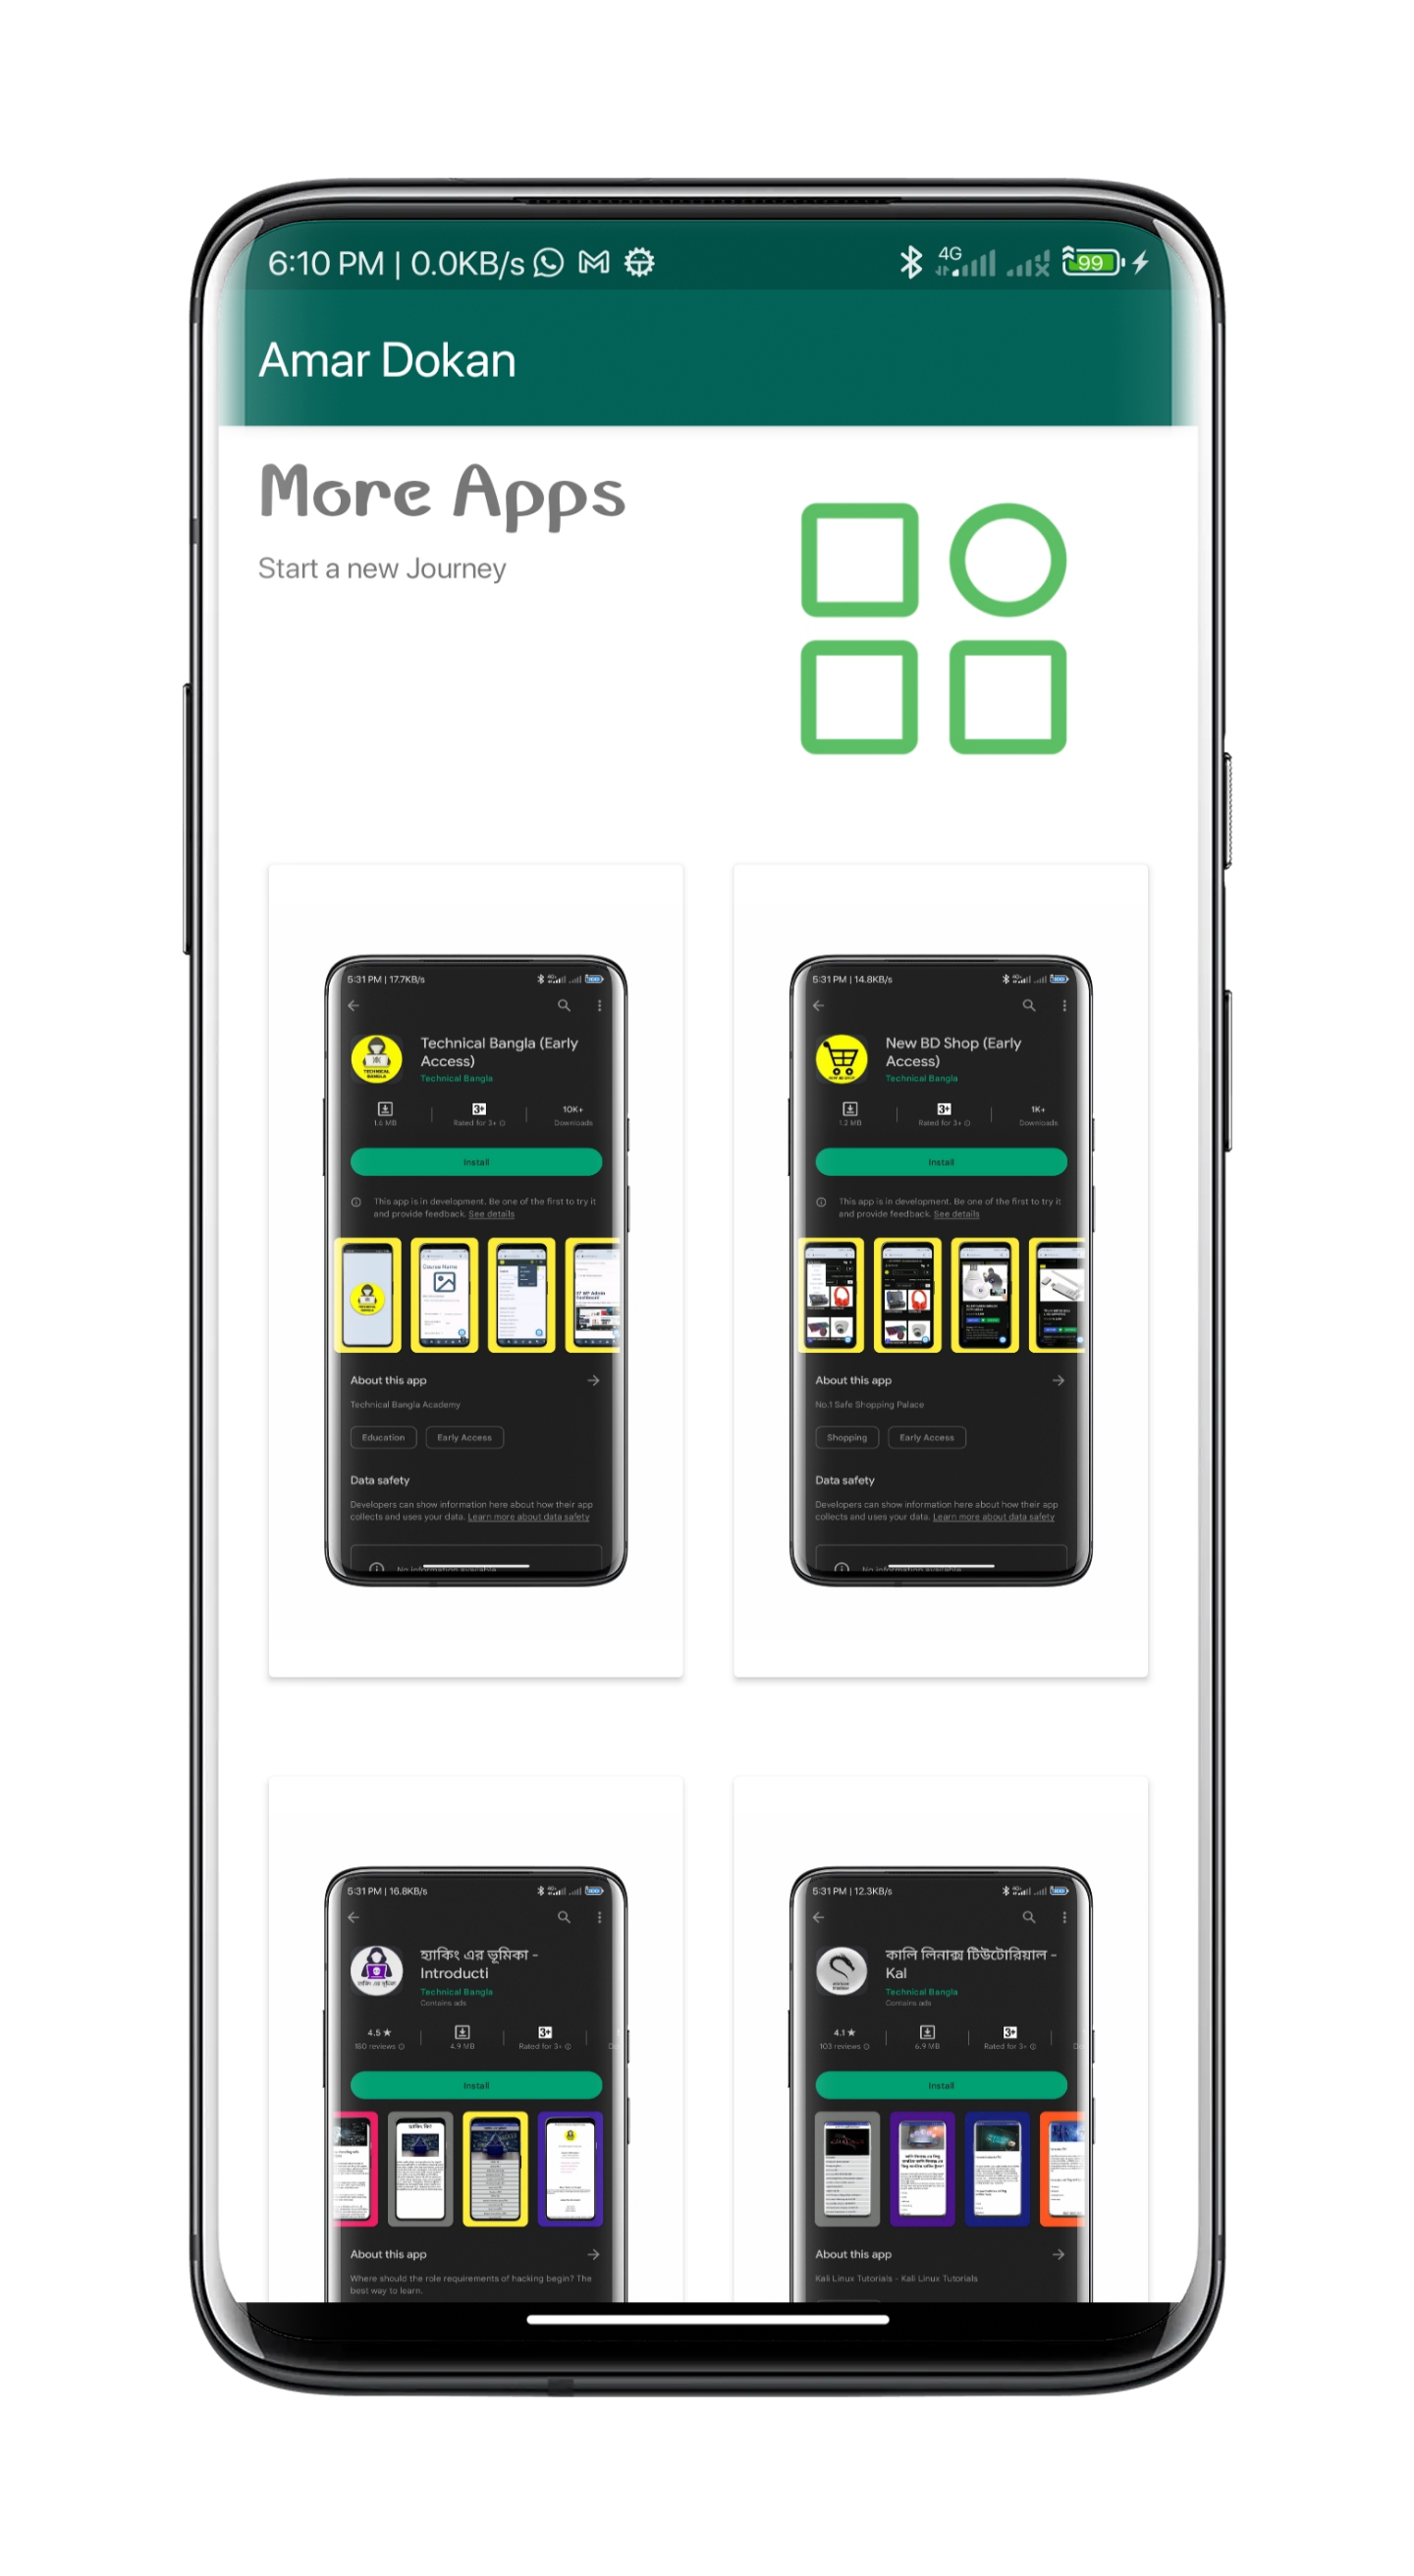 6:10 PM | 0.0KB/s
4G
99
Amar Dokan
More Apps
Start a new Journey
5:31 PM | 17.7KB/s
Technical Bangla (Early
Access)
Technical Bangla
TECHNICAL
BANGLA
3+
10K+
1.6 MB
Rated for 3+
Downloads
Install
This app is in development. Be one of the first to try it
and provide feedback. See details
Course Name
About this app
Technical Bangla Academy
Education
Early Access
Data safety
Developers can show information here about how their app
collects and uses your data. Learn more about data safety
No information available
5:31 PM | 14.8KB/s
New BD Shop (Early
Access)
Technical Bangla
3+
1K+
1.2 MB
Rated for 3+
Downloads
Install
This app is in development. Be one of the first to try it
and provide feedback. See details
About this app
No.1 Safe Shopping Palace
Shopping
Early Access
Data safety
Developers can show information here about how their app
collects and uses your data. Learn more about data safety
No information available
5:31 PM | 16.8KB/s
হ্যাকিং এর ভূমিকা -
Introducti
Technical Bangla
Contains ads
4.5 ★
3+
160 reviews
4.9 MB
Rated for 3+
Install
About this app
Where should the role requirements of hacking begin? The
best way to learn.
5:31 PM | 12.3KB/s
কালি লিনাক্স টিউটোরিয়াল -
Kal
Technical Bangla
Contains ads
4.1 ★
3+
103 reviews
6.9 MB
Rated for 3+
Install
About this app
Kali Linux Tutorials - Kali Linux Tutorials